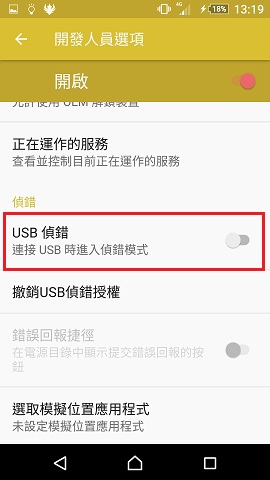 4G 18% 13:19
開發人員選項
開啟
允許使用 OEM 解鎖裝置
正在運作的服務
查看並控制目前正在運作的服務
偵錯
USB 偵錯
連接 USB 時進入偵錯模式
撤銷USB偵錯授權
錯誤回報捷徑
在電源目錄中顯示提交錯誤回報的按
鈕
選取模擬位置應用程式
未設定模擬位置應用程式